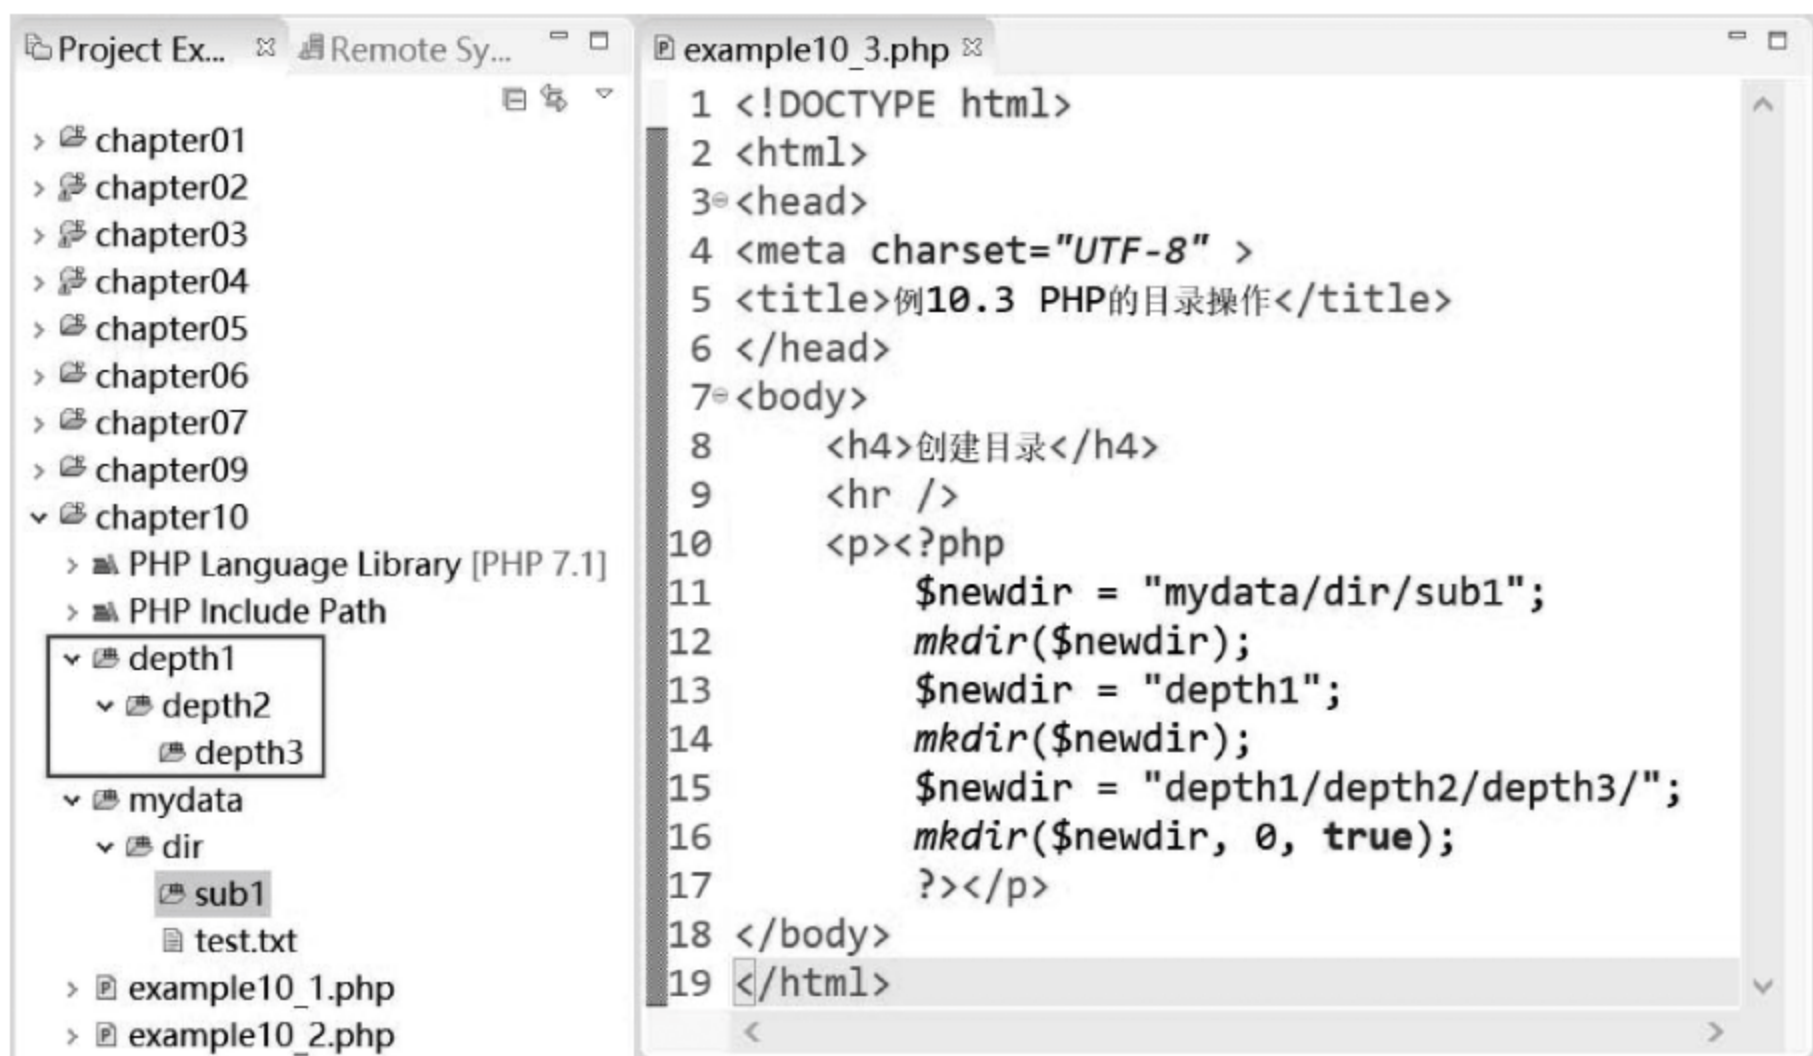 Project Ex...
Remote Sy...
chapter01
chapter02
chapter03
chapter04
chapter05
chapter06
chapter07
chapter09
chapter10
PHP Language Library [PHP 7.1]
PHP Include Path
depth1
depth2
depth3
mydata
dir
sub1
test.txt
example10_1.php
example10_2.php
example10_3.php
1 <!DOCTYPE html>
2 <html>
3 <head>
4 <meta charset="UTF-8" >
5 <title>例10.3 PHP的目录操作</title>
6 </head>
7 <body>
8 <h4>创建目录</h4>
9 <hr />
10 <p><?php
11 $newdir = "mydata/dir/sub1";
12 mkdir($newdir);
13 $newdir = "depth1";
14 mkdir($newdir);
15 $newdir = "depth1/depth2/depth3/";
16 mkdir($newdir, 0, true);
17 ?></p>
18 </body>
19 </html>